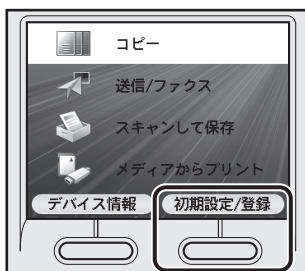 コピー
送信/ファクス
スキャンして保存
メディアからプリント
デバイス情報 初期設定/登録